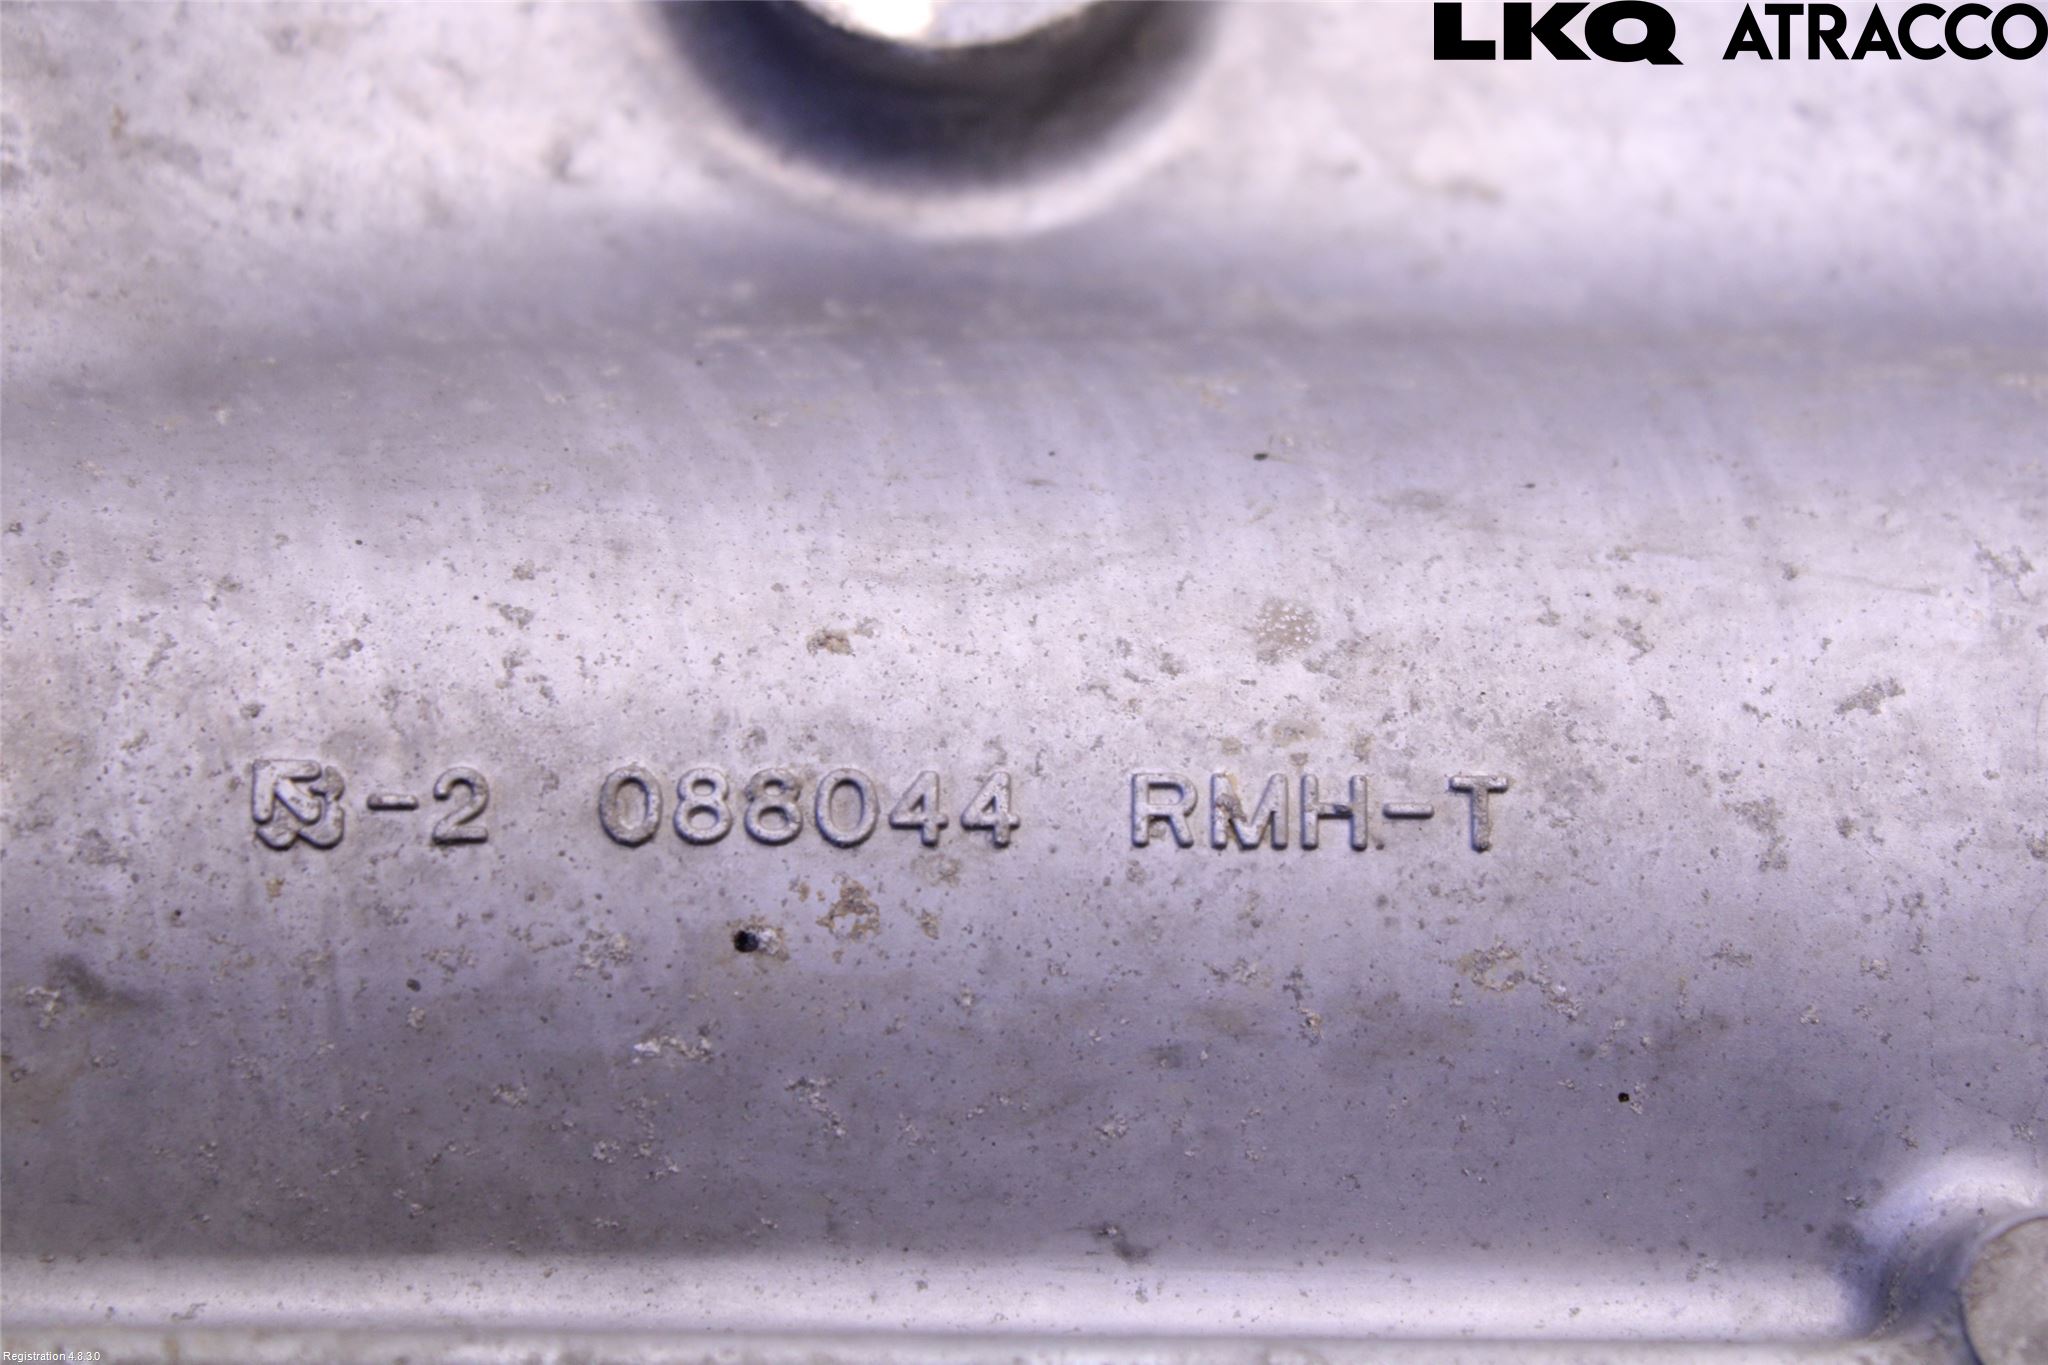 LKQ ATRACCO
-2 088044 RMH-T
Registration 4.8.3.0